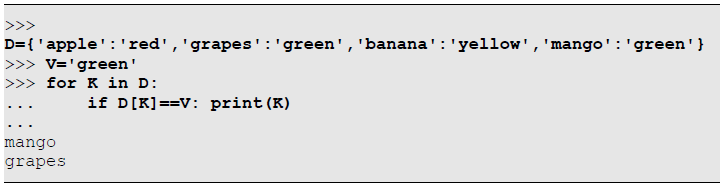 >>>
D={'apple':'red','grapes':'green','banana':'yellow','mango':'green'}
>>> V='green'
>>> for K in D:
...     if D[K]==V: print(K)
...
mango
grapes